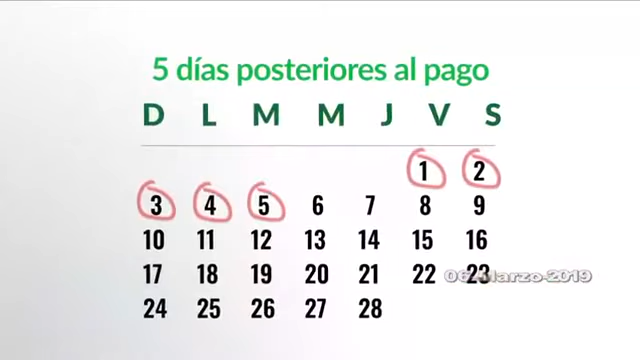 5 días posteriores al pago
D L M M J V S
1 2
3 4 5 6 7 8 9
10 11 12 13 14 15 16
17 18 19 20 21 22 23
06-Marzo-2019
24 25 26 27 28